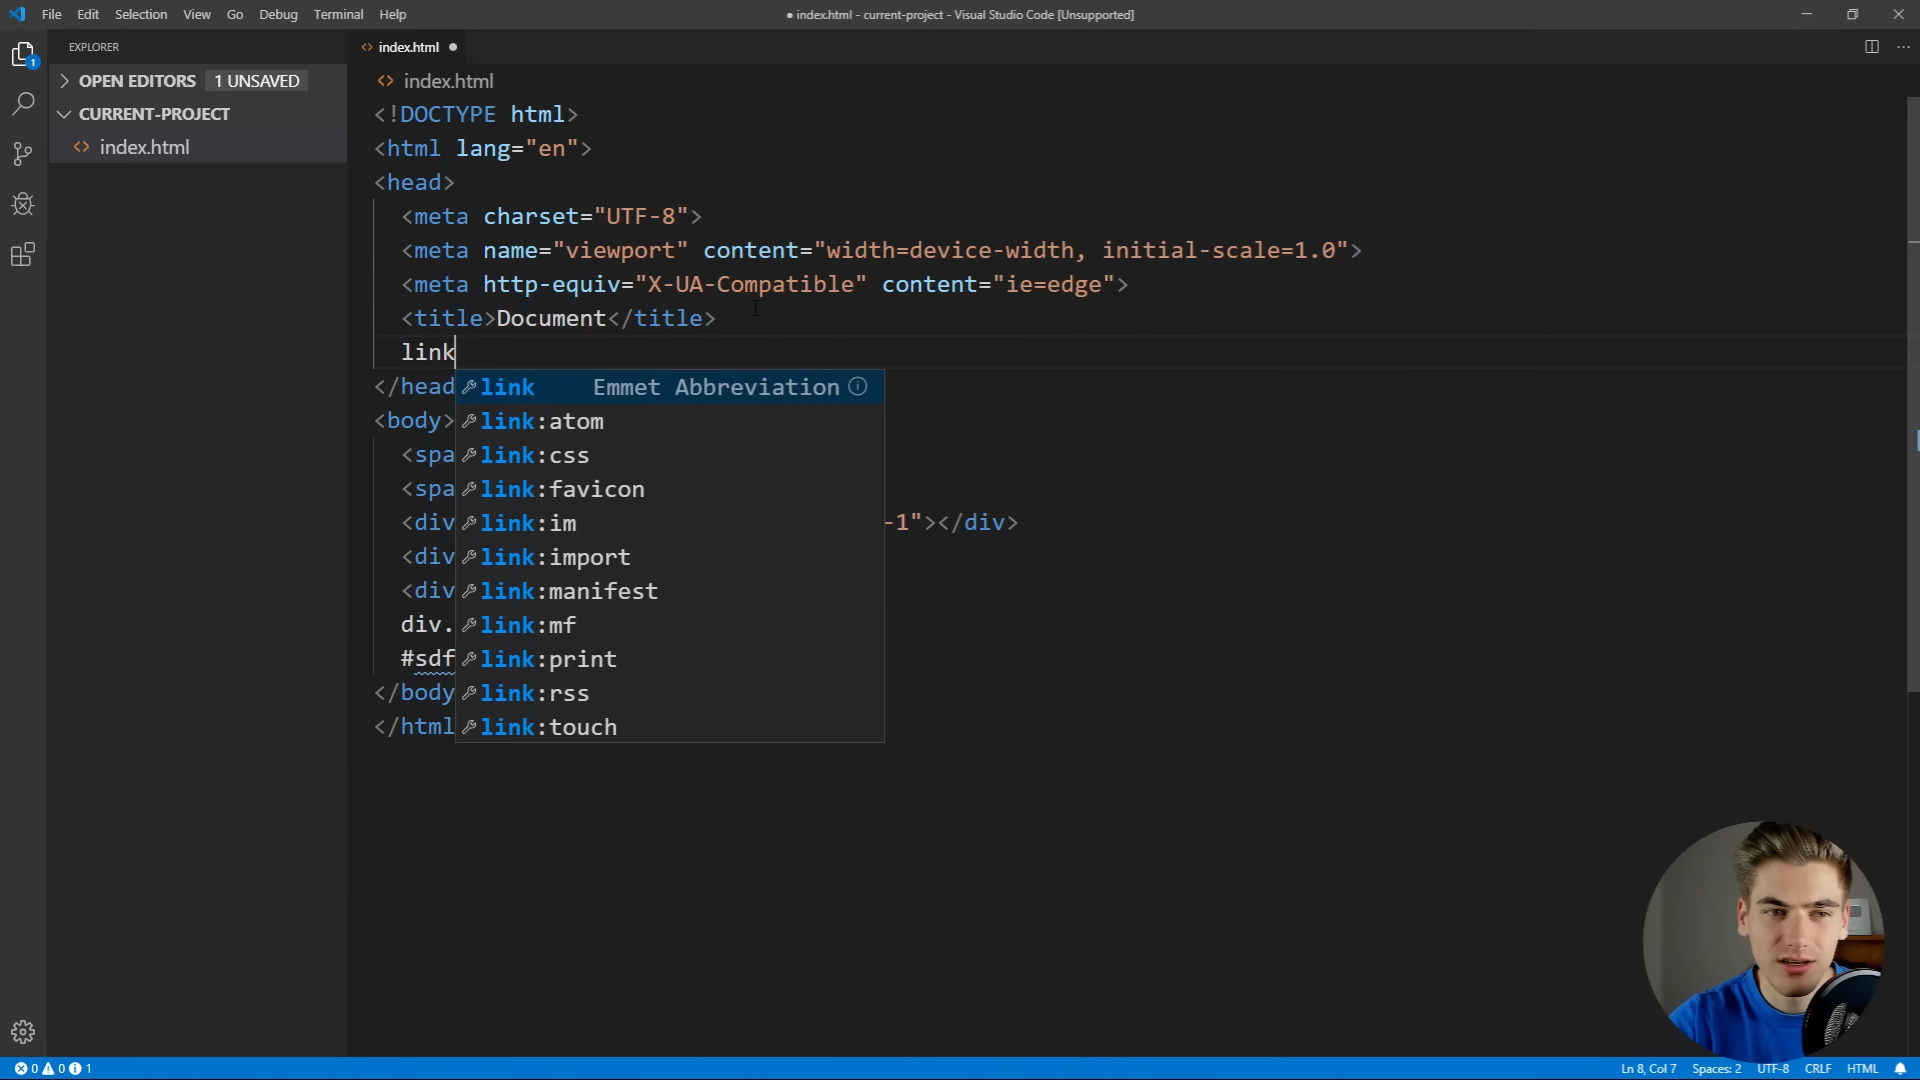 File Edit Selection View Go Debug Terminal Help
● index.html - current-project - Visual Studio Code [Unsupported]
1
EXPLORER
OPEN EDITORS 1 UNSAVED
CURRENT-PROJECT
<> index.html
<> index.html ●
<> index.html
<!DOCTYPE html>
<html lang="en">
<head>
<meta charset="UTF-8">
<meta name="viewport" content="width=device-width, initial-scale=1.0">
<meta http-equiv="X-UA-Compatible" content="ie=edge">
<title>Document</title>
link
</head
<body>
<spa
<spa
<div -1"></div>
<div
<div
div.
#sdf
</body
</html
link Emmet Abbreviation
link:atom
link:css
link:favicon
link:im
link:import
link:manifest
link:mf
link:print
link:rss
link:touch
0 0 1
Ln 8, Col 7 Spaces: 2 UTF-8 CRLF HTML